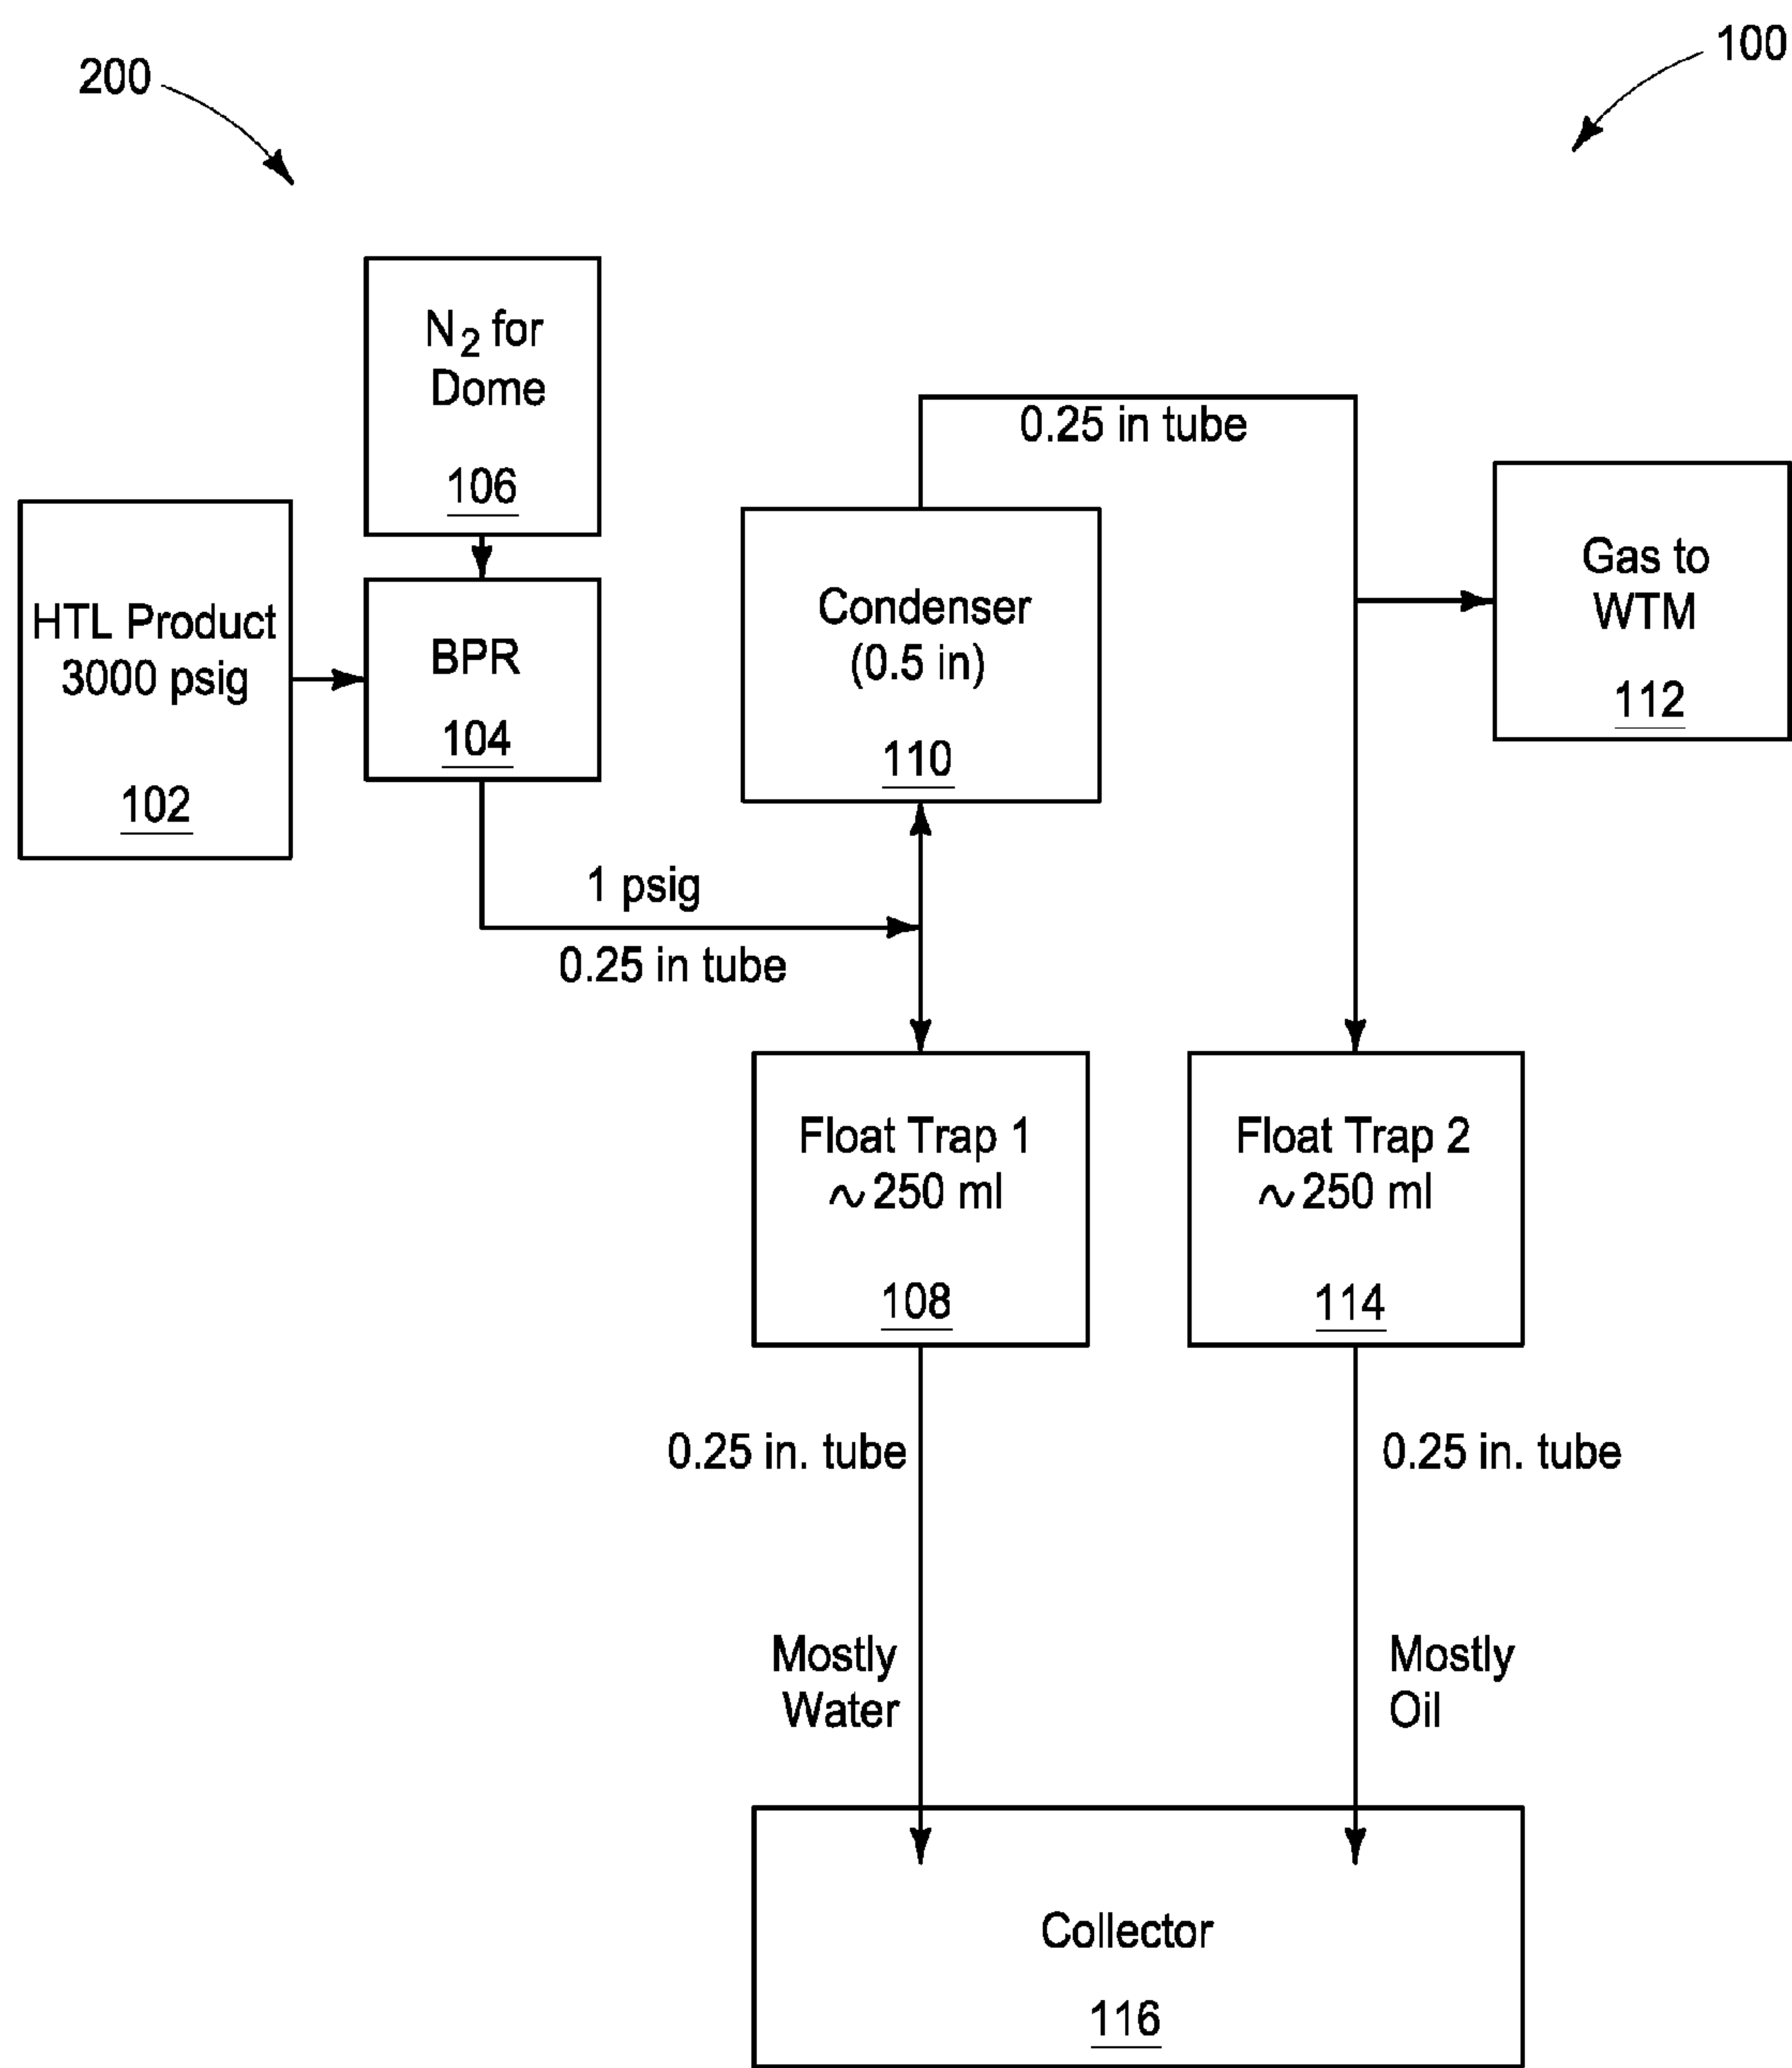 200
100
N₂ for
Dome
106
HTL Product
3000 psig
102
BPR
104
0.25 in tube
Condenser
(0.5 in)
110
Gas to
WTM
112
1 psig
0.25 in tube
Float Trap 1
~250 ml
108
Float Trap 2
~250 ml
114
0.25 in. tube
0.25 in. tube
Mostly
Water
Mostly
Oil
Collector
116